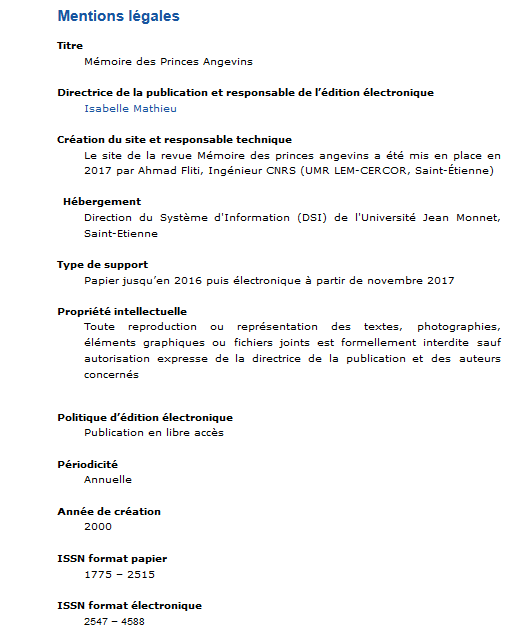 Mentions légales
Titre
Mémoire des Princes Angevins
Directrice de la publication et responsable de l’édition électronique
Isabelle Mathieu
Création du site et responsable technique
Le site de la revue Mémoire des princes angevins a été mis en place en
2017 par Ahmad Fliti, Ingénieur CNRS (UMR LEM-CERCOR, Saint-Étienne)
Hébergement
Direction du Système d'Information (DSI) de l'Université Jean Monnet,
Saint-Etienne
Type de support
Papier jusqu’en 2016 puis électronique à partir de novembre 2017
Propriété intellectuelle
Toute reproduction ou représentation des textes, photographies,
éléments graphiques ou fichiers joints est formellement interdite sauf
autorisation expresse de la directrice de la publication et des auteurs
concernés
Politique d’édition électronique
Publication en libre accès
Périodicité
Annuelle
Année de création
2000
ISSN format papier
1775 – 2515
ISSN format électronique
2547 – 4588